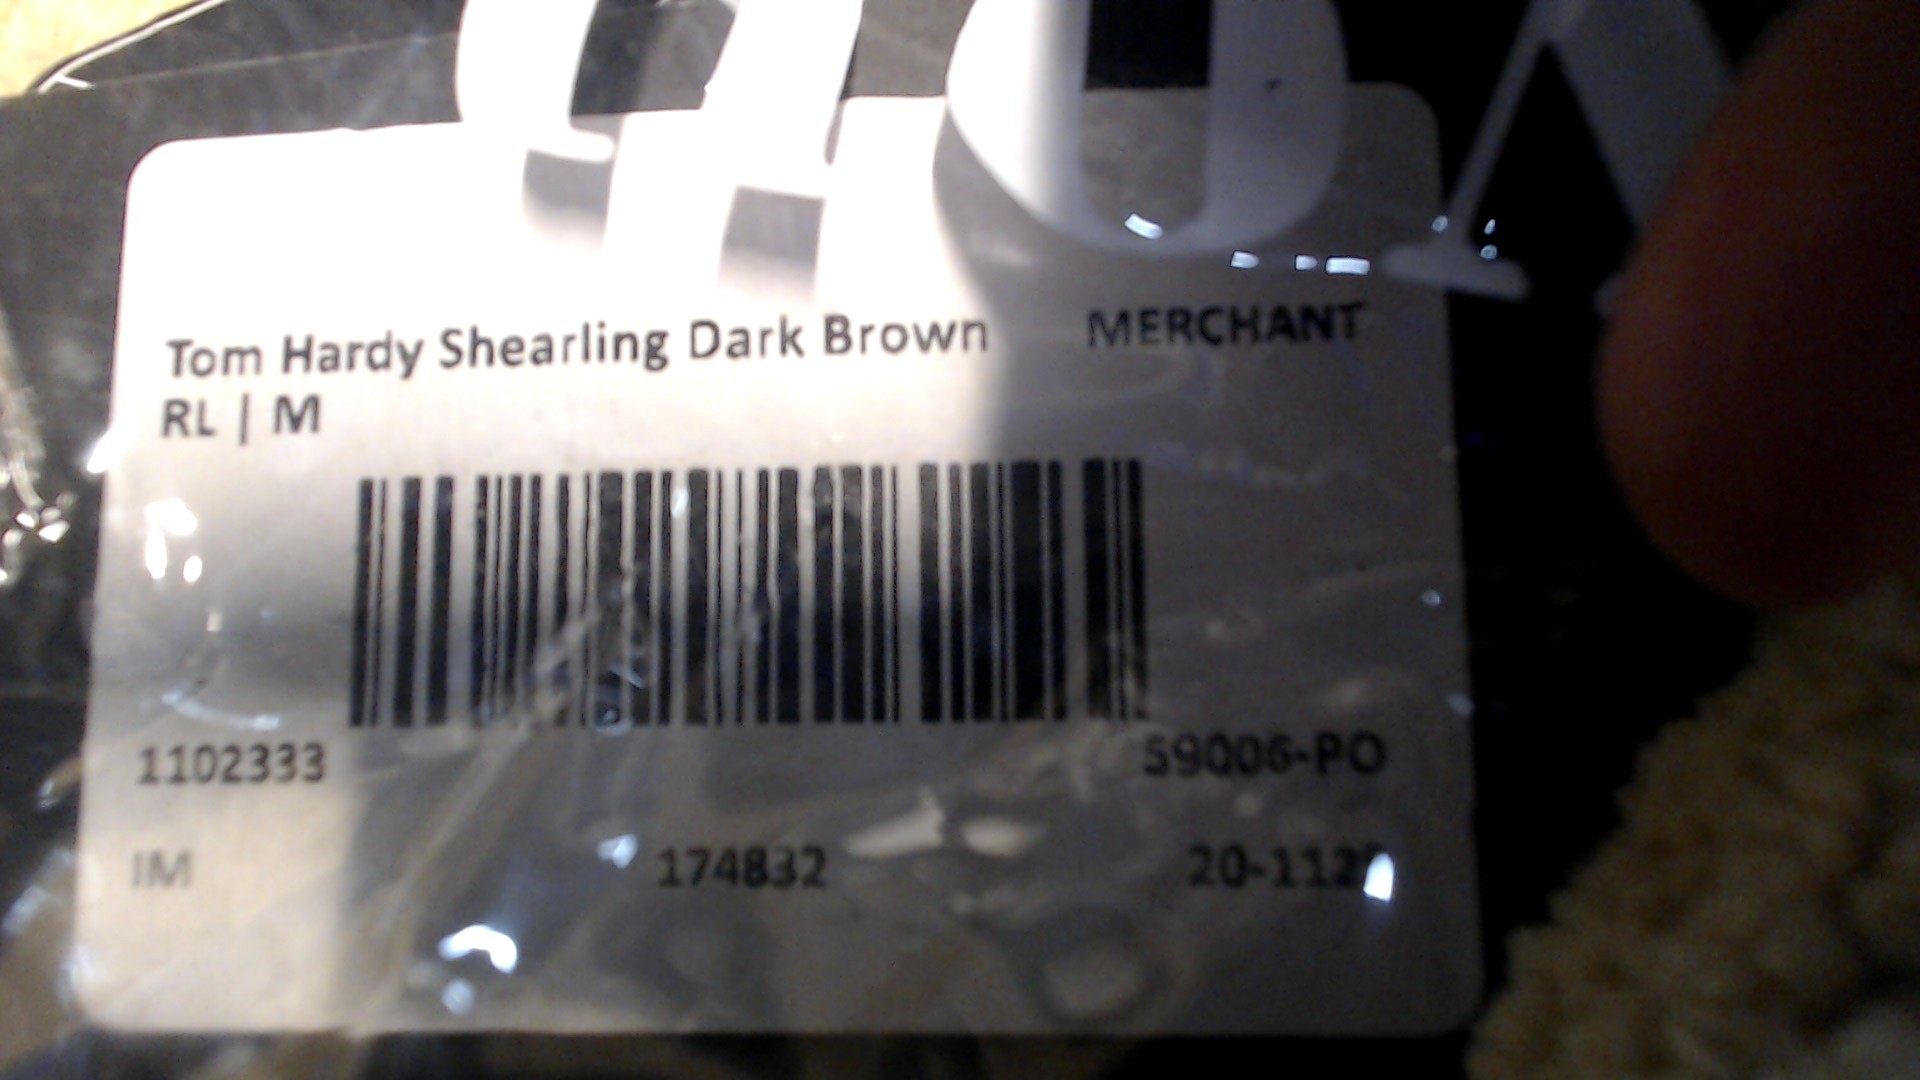 Tom Hardy Shearling Dark Brown MERCHANT
RL | M
1102333 59006-PO
IM 174832